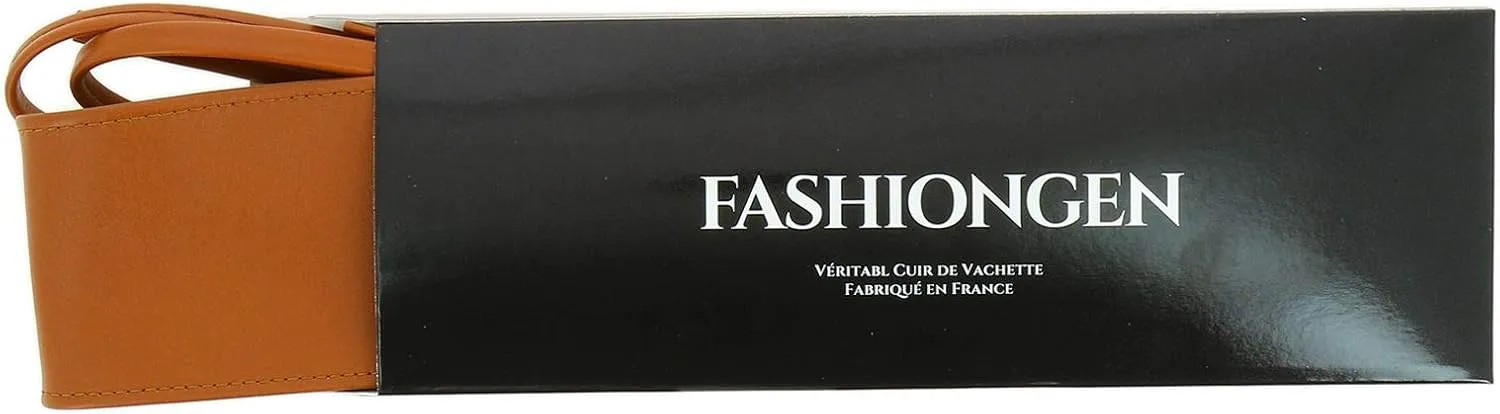 FASHIONGEN
VÉRITABL CUIR DE VACHETTE
FABRIQUÉ EN FRANCE